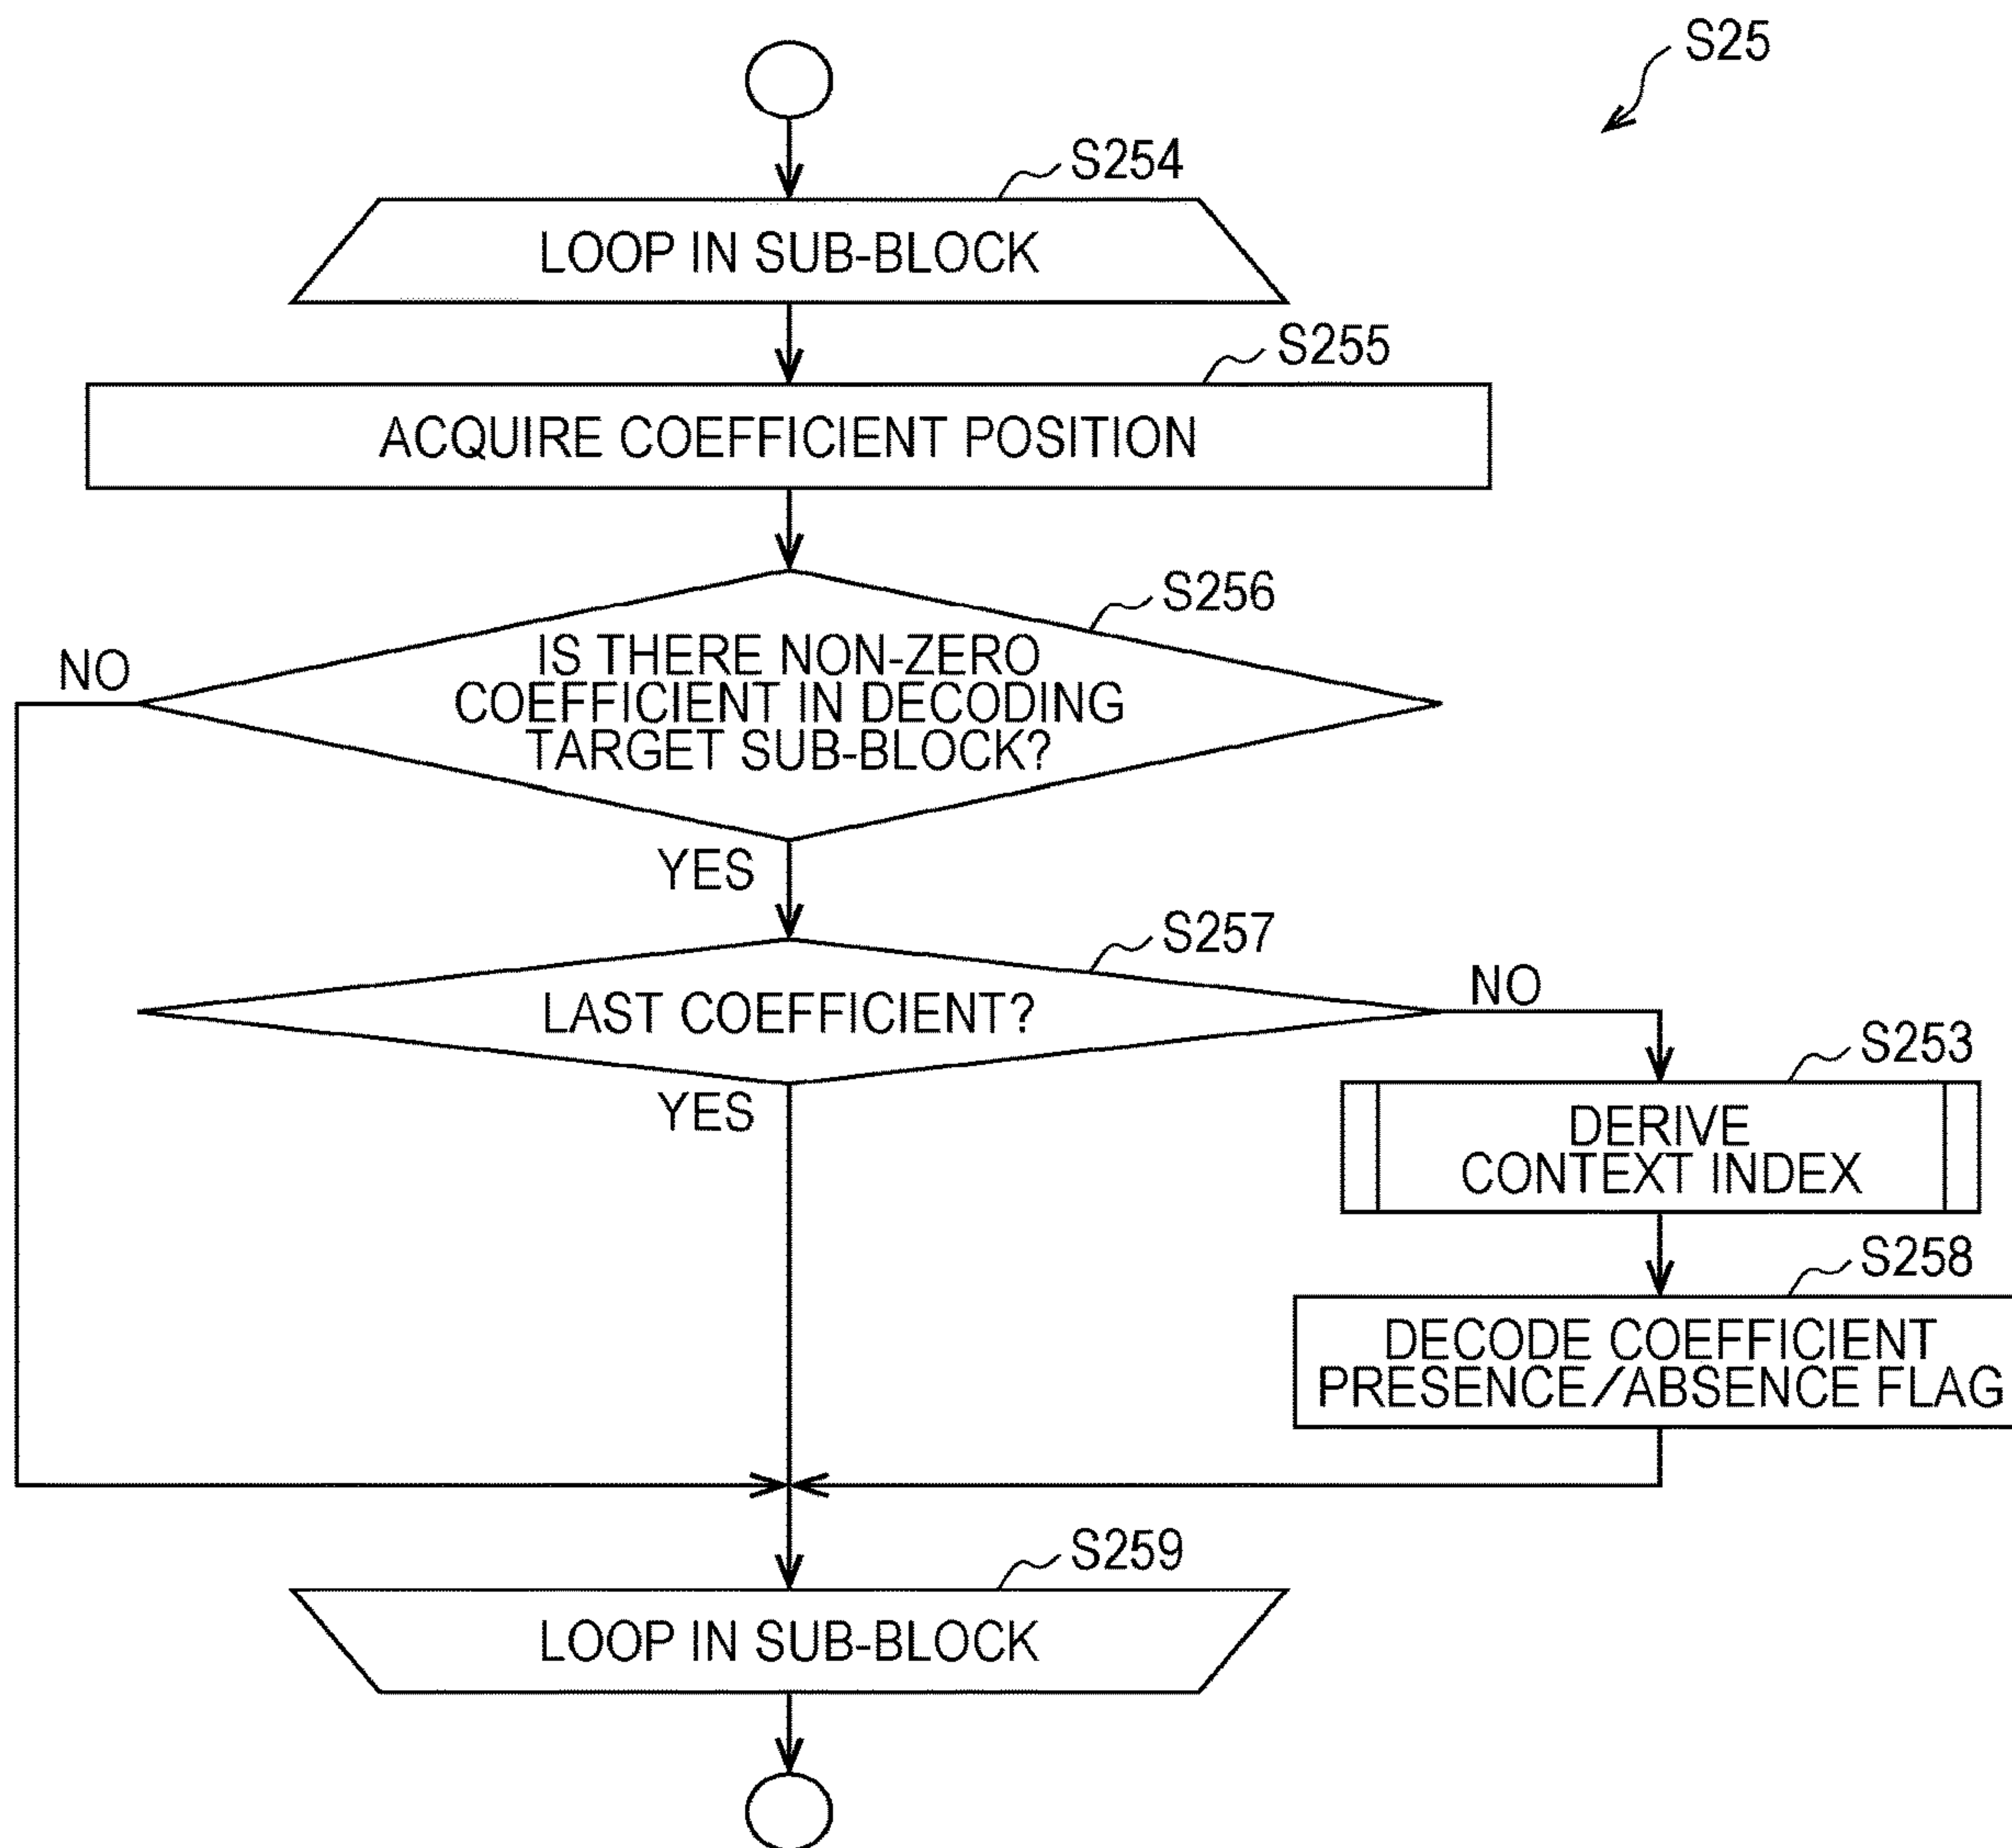 S25
S254
LOOP IN SUB-BLOCK
S255
ACQUIRE COEFFICIENT POSITION
S256
IS THERE NON-ZERO
COEFFICIENT IN DECODING
TARGET SUB-BLOCK?
NO
YES
S257
LAST COEFFICIENT?
NO
YES
S253
DERIVE
CONTEXT INDEX
S258
DECODE COEFFICIENT
PRESENCE/ABSENCE FLAG
S259
LOOP IN SUB-BLOCK